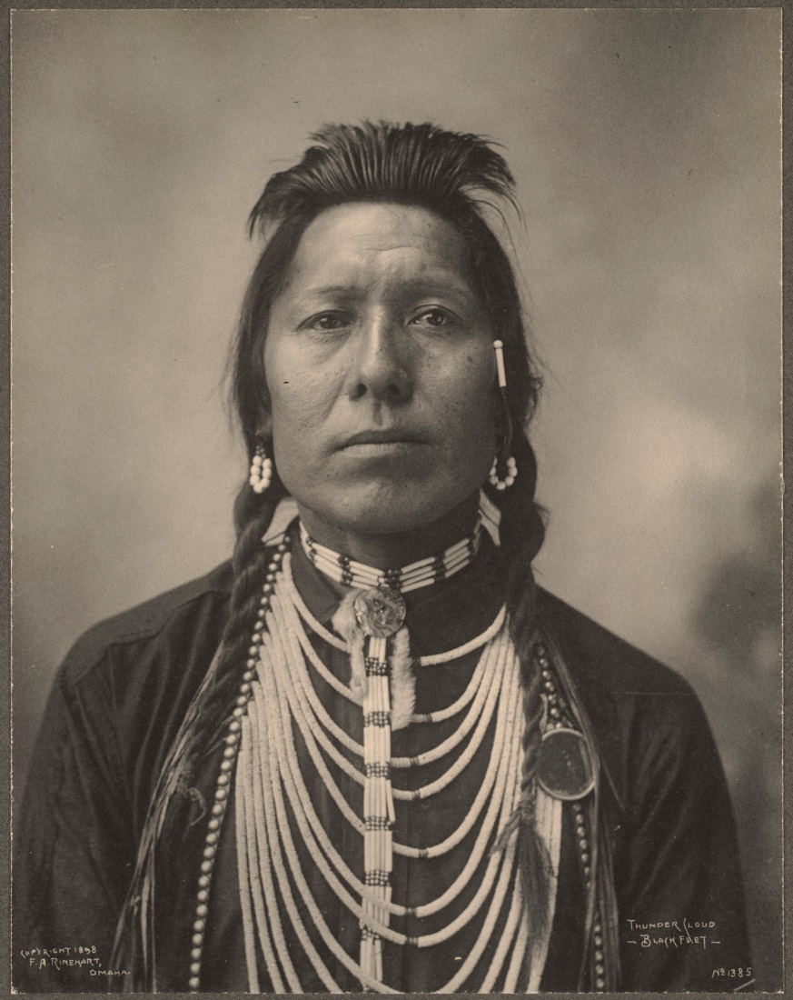 COPYRIGHT 1898
F. A. RINEHART,
OMAHA.
THUNDER CLOUD
— BLACKFEET —
No 1385